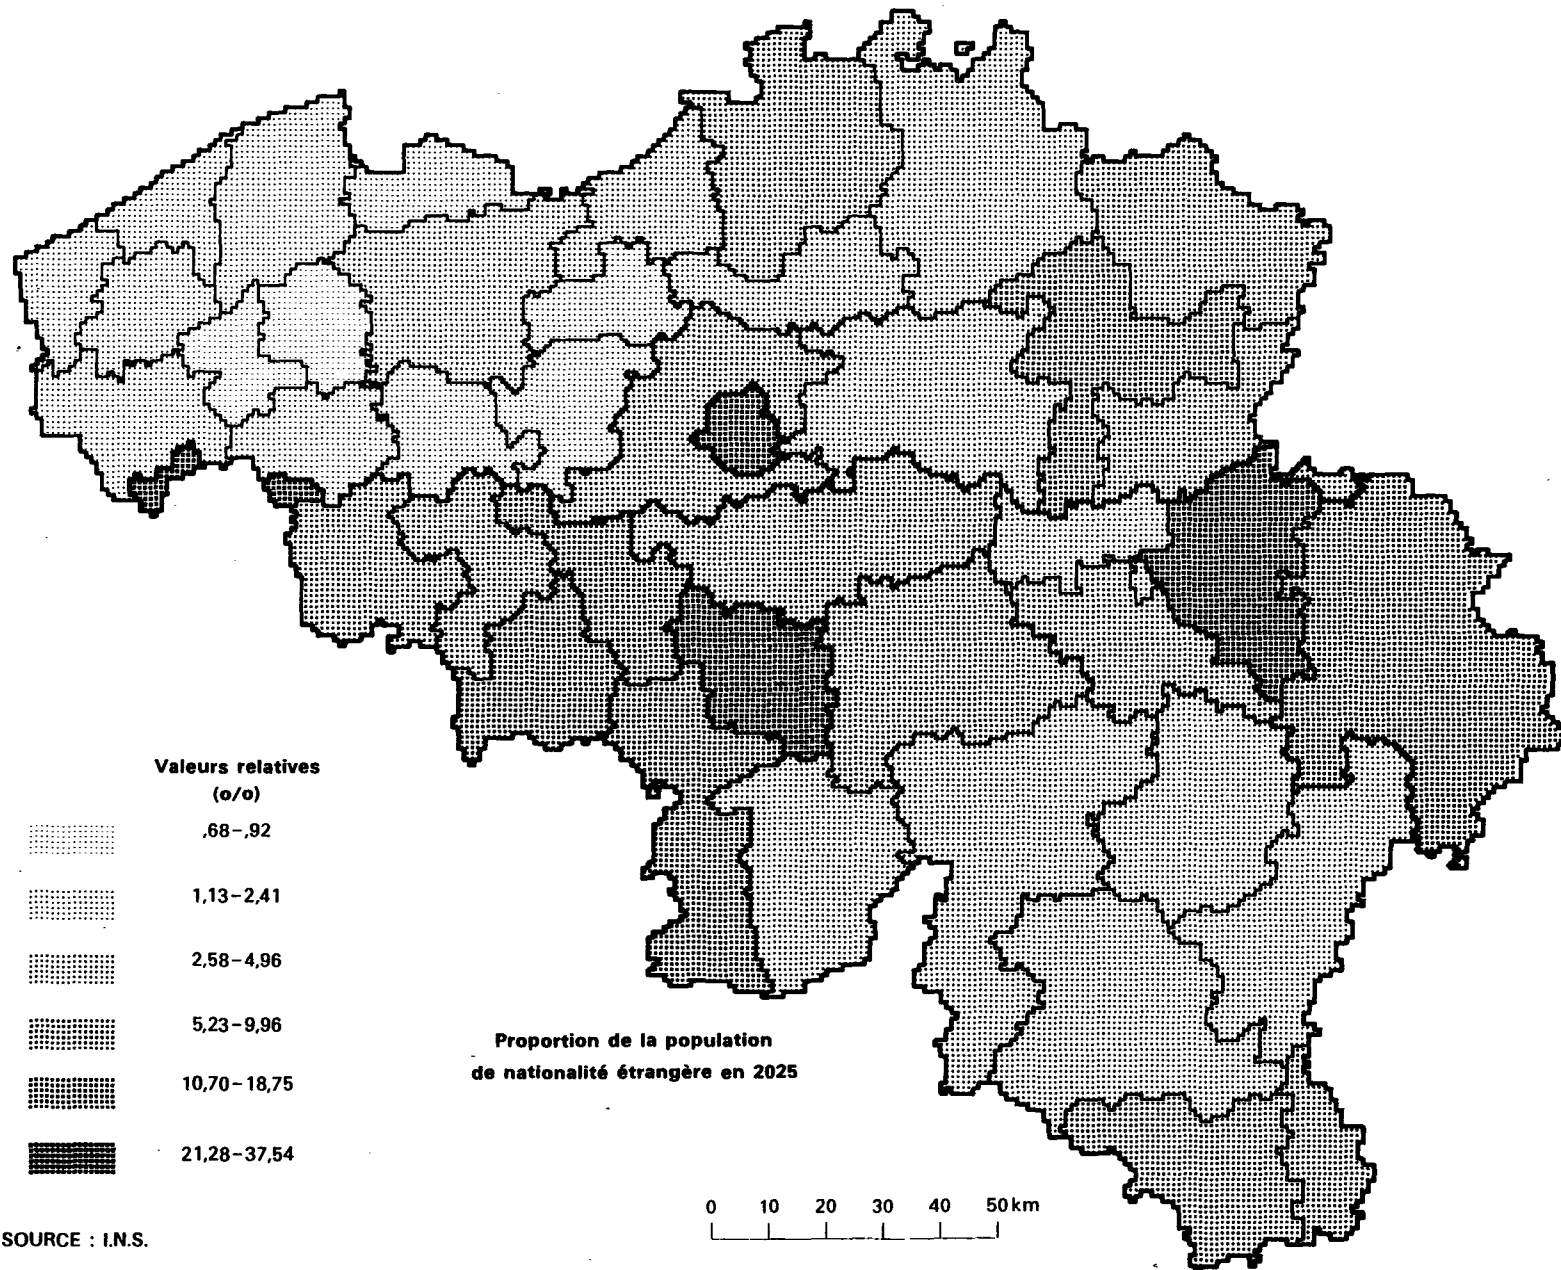 Valeurs relatives
(o/o)
,68-,92
1,13-2,41
2,58-4,96
5,23-9,96
10,70-18,75
21,28-37,54
Proportion de la population
de nationalité étrangère en 2025
0 10 20 30 40 50 km
SOURCE : I.N.S.